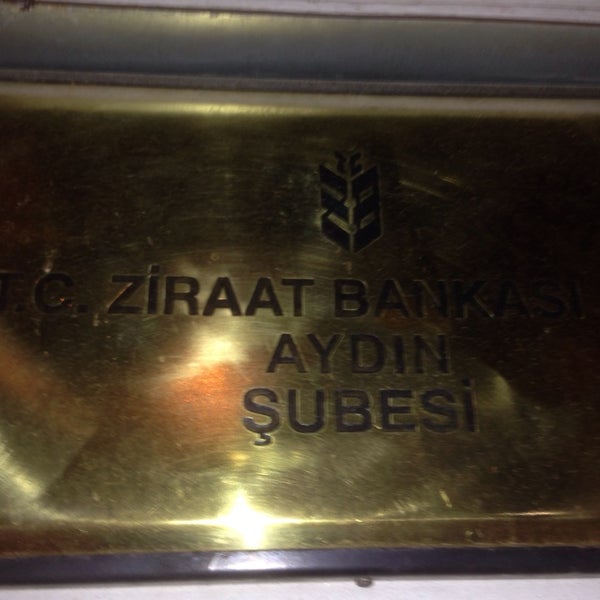 T.C. ZİRAAT BANKASI
AYDIN
ŞUBESİ